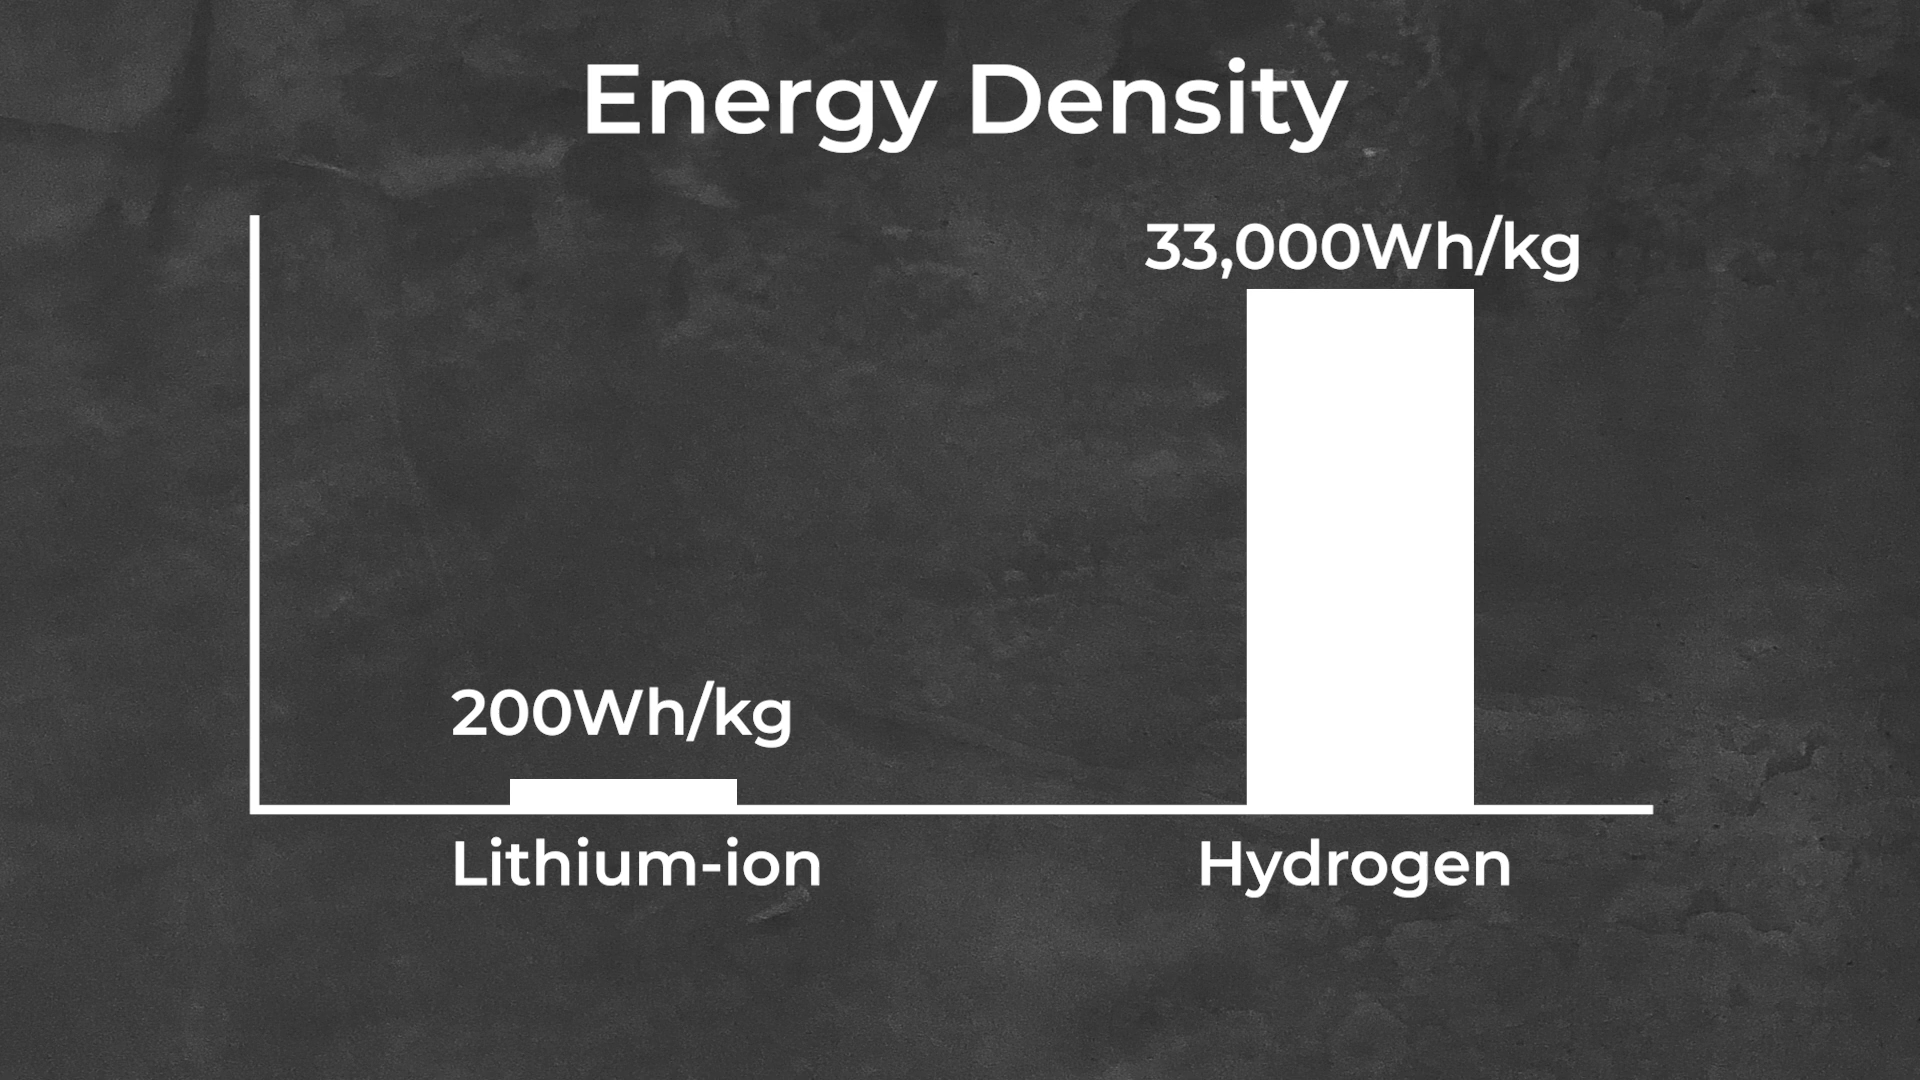 Energy Density
33,000Wh/kg
200Wh/kg
Lithium-ion
Hydrogen